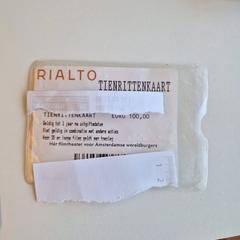 RIALTO
TIENRITTENKAART
TIENRITTENKAART EURO 100,00
Geldig tot 1 jaar na uitgiftedatum
Niet geldig in combinatie met andere acties
Voor 3D en lange films geldt een toeslag
Hét filmtheater voor Amsterdamse wereldburgers